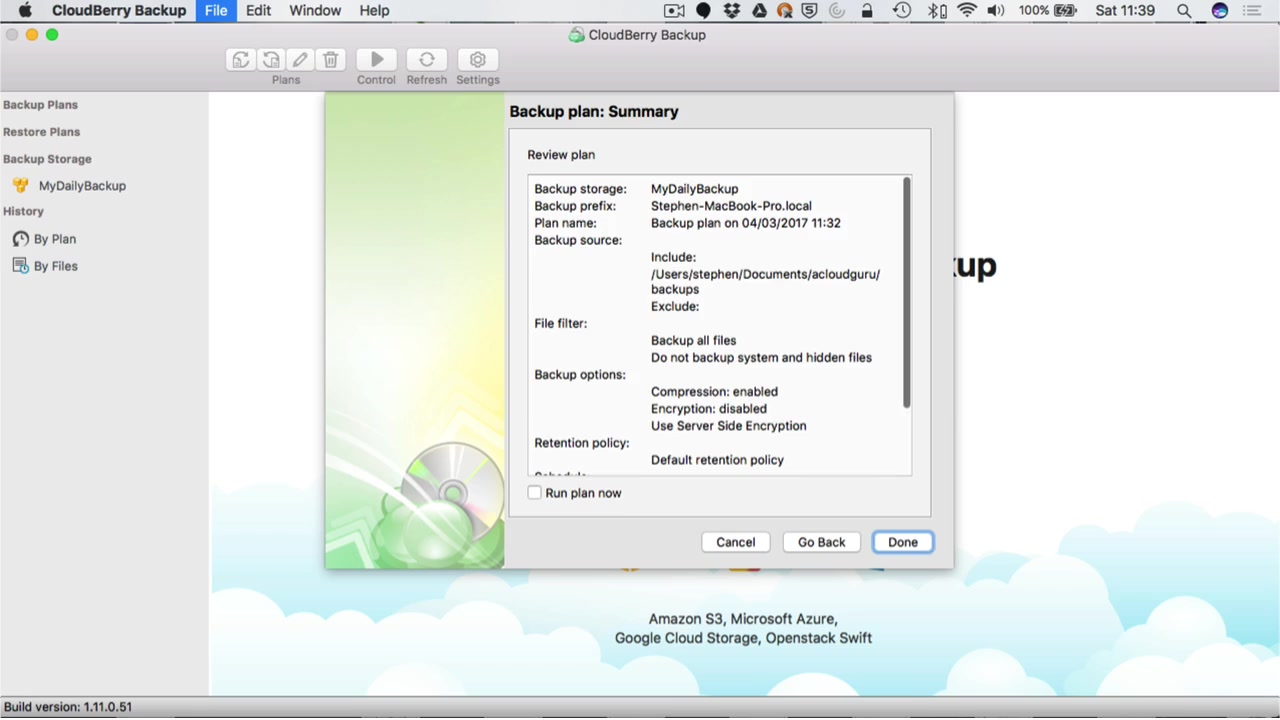 CloudBerry Backup File Edit Window Help 100% Sat 11:39
CloudBerry Backup
Plans Control Refresh Settings
Backup Plans
Restore Plans
Backup Storage
MyDailyBackup
History
By Plan
By Files
Backup plan: Summary
Review plan
Backup storage: MyDailyBackup
Backup prefix: Stephen-MacBook-Pro.local
Plan name: Backup plan on 04/03/2017 11:32
Backup source:
Include:
/Users/stephen/Documents/acloudguru/
backups
Exclude:
File filter:
Backup all files
Do not backup system and hidden files
Backup options:
Compression: enabled
Encryption: disabled
Use Server Side Encryption
Retention policy:
Default retention policy
Run plan now
Cancel Go Back Done
kup
Amazon S3, Microsoft Azure,
Google Cloud Storage, Openstack Swift
Build version: 1.11.0.51